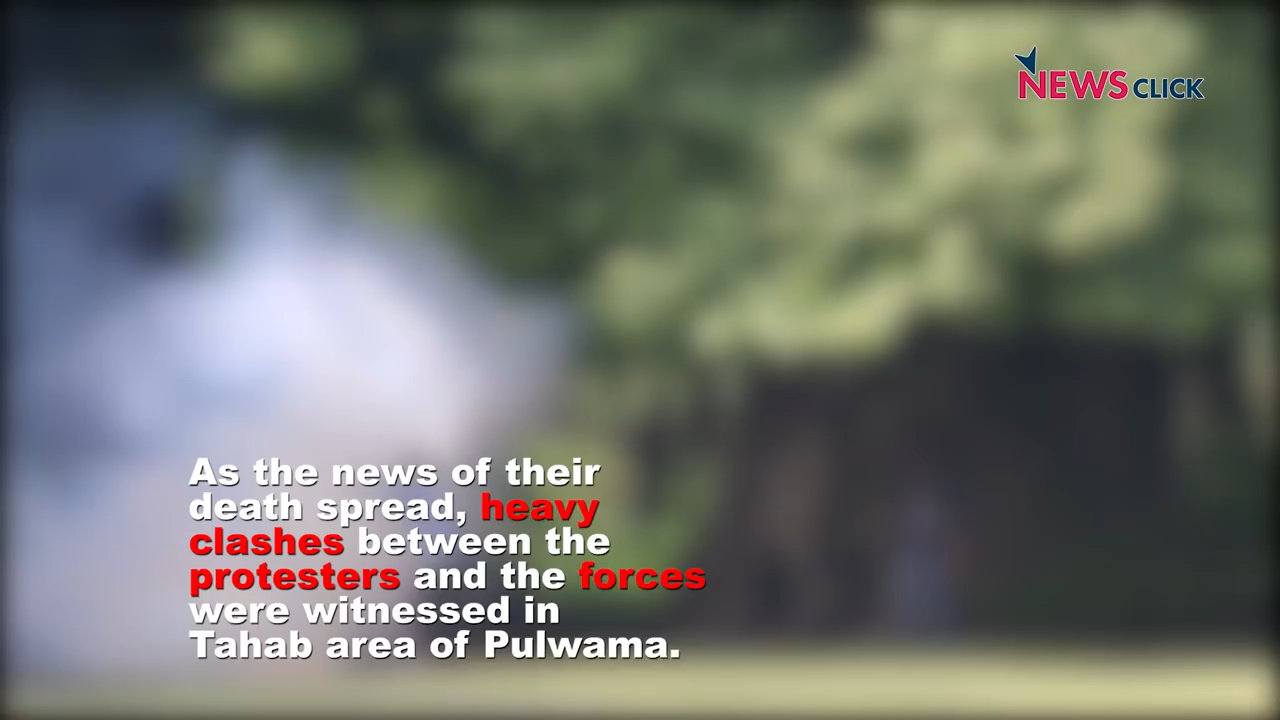 NEWSCLICK
As the news of their
death spread, heavy
clashes between the
protesters and the forces
were witnessed in
Tahab area of Pulwama.